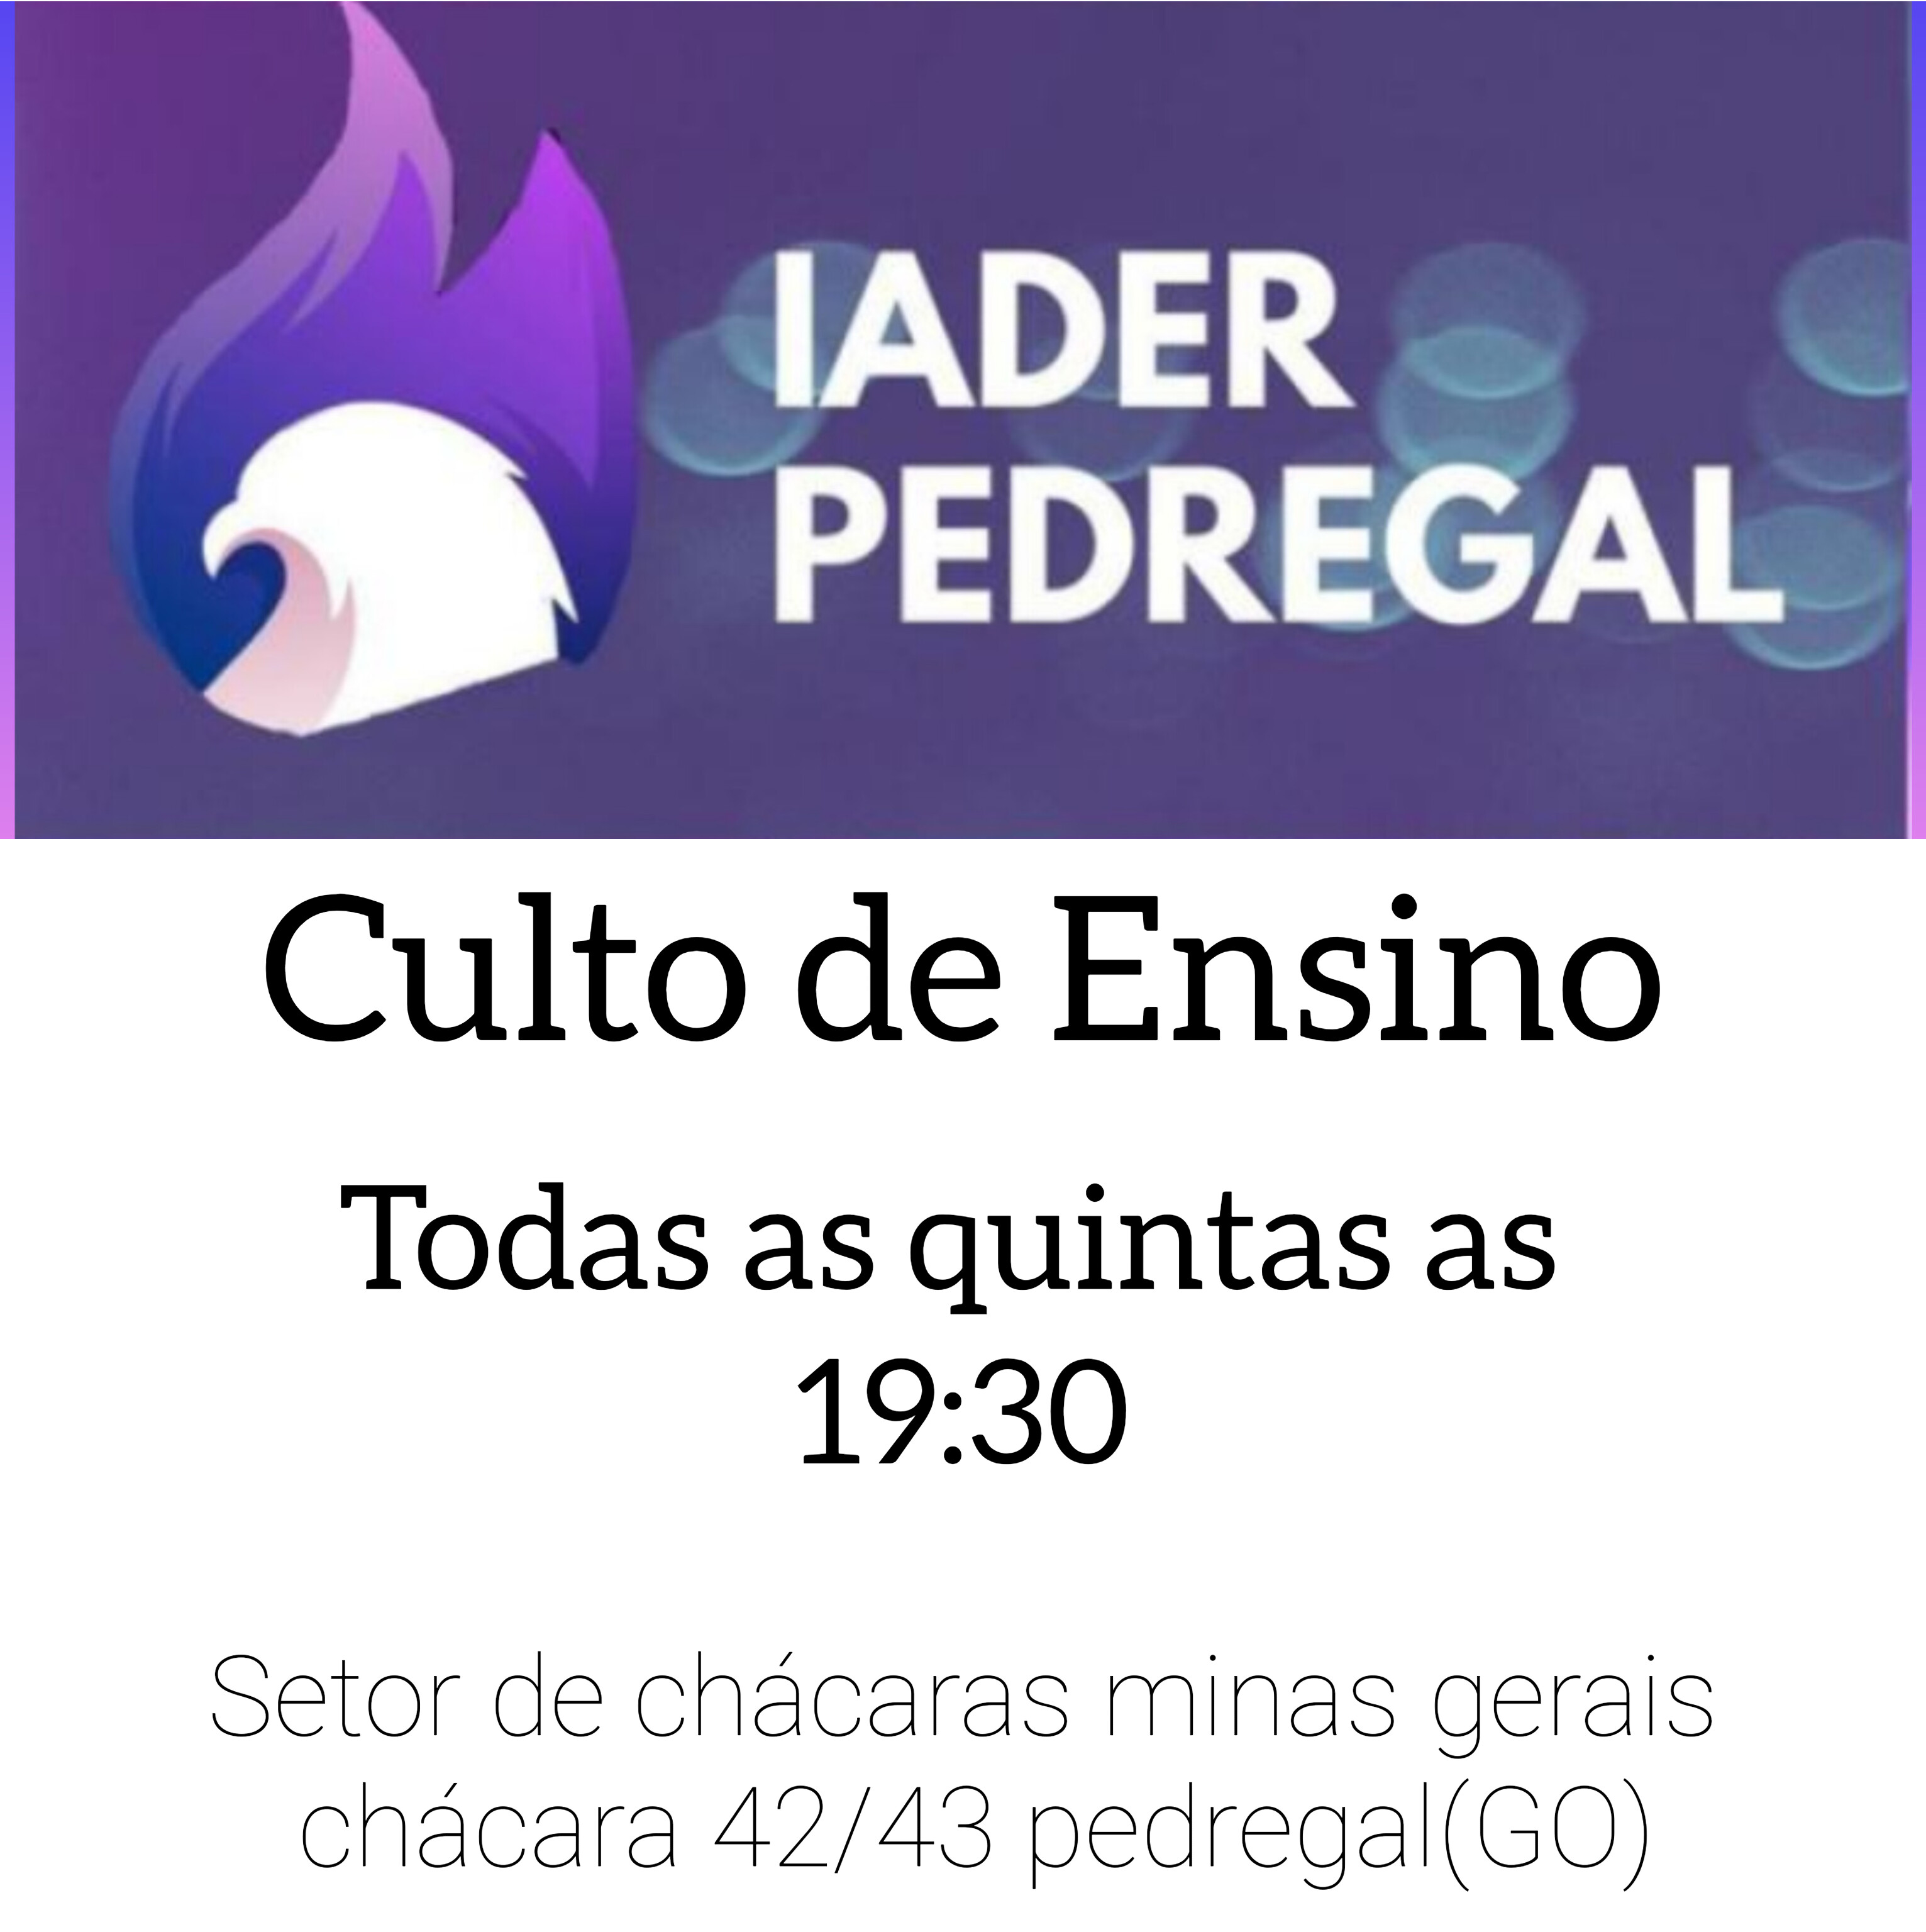 IADER
PEDREGAL
Culto de Ensino
Todas as quintas as
19:30
Setor de chácaras minas gerais
chácara 42/43 pedregal(GO)